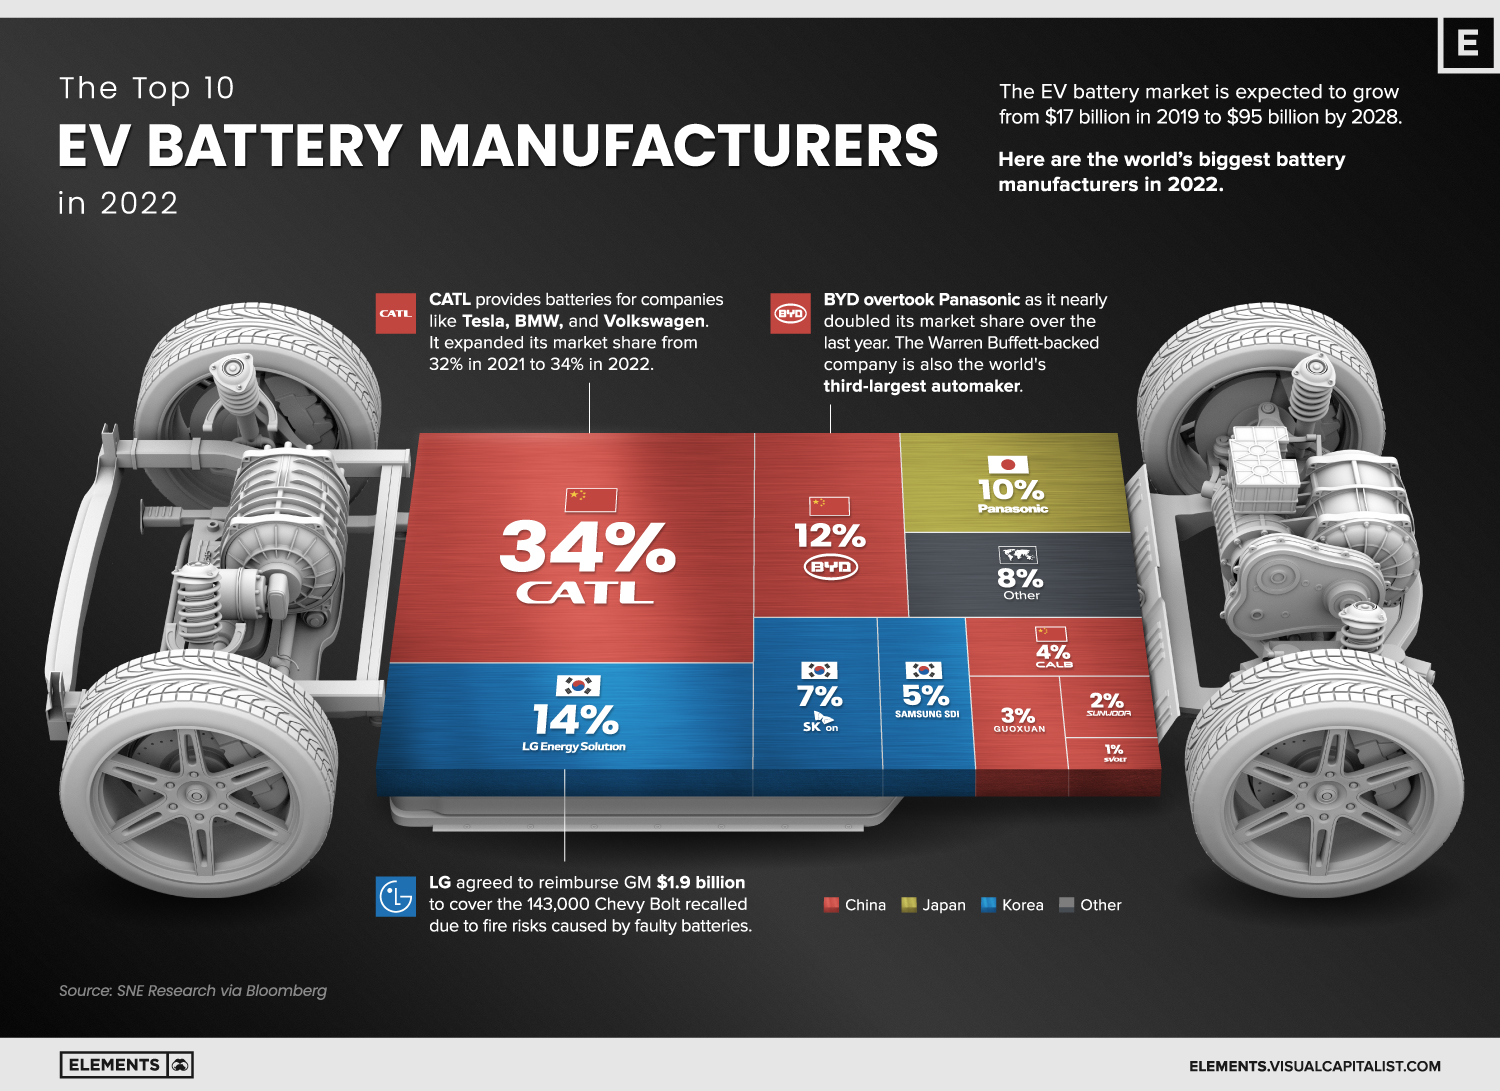 E
The Top 10
EV BATTERY MANUFACTURERS
in 2022
The EV battery market is expected to grow
from $17 billion in 2019 to $95 billion by 2028.
Here are the world's biggest battery
manufacturers in 2022.
CATL
CATL provides batteries for companies
like Tesla, BMW, and Volkswagen.
It expanded its market share from
32% in 2021 to 34% in 2022.
BYD
BYD overtook Panasonic as it nearly
doubled its market share over the
last year. The Warren Buffett-backed
company is also the world's
third-largest automaker.
34%
CATL
12%
BYD
10%
Panasonic
8%
Other
14%
LG Energy Solution
7%
SK on
5%
SAMSUNG SDI
4%
CALB
3%
GUOXUAN
2%
SUNWODA
1%
SVOLT
LG
LG agreed to reimburse GM $1.9 billion
to cover the 143,000 Chevy Bolt recalled
due to fire risks caused by faulty batteries.
China
Japan
Korea
Other
Source: SNE Research via Bloomberg
ELEMENTS
ELEMENTS.VISUALCAPITALIST.COM